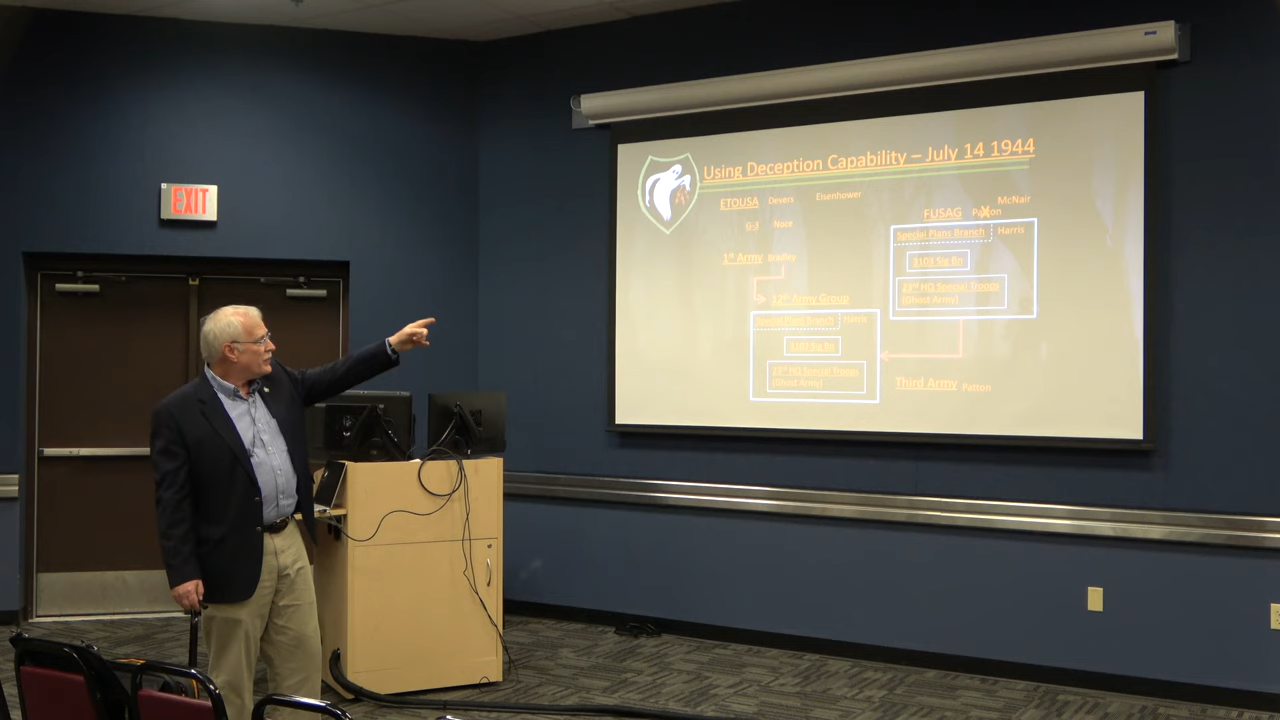 EXIT
Using Deception Capability – July 14 1944
ETOUSA Devers Eisenhower
G-3 Noce
1st Army Bradley
12th Army Group
Special Plans Branch Harris
3103 Sig Bn
23rd HQ Special Troops
(Ghost Army)
McNair
FUSAG Patton
Special Plans Branch Harris
3103 Sig Bn
23rd HQ Special Troops
(Ghost Army)
Third Army Patton